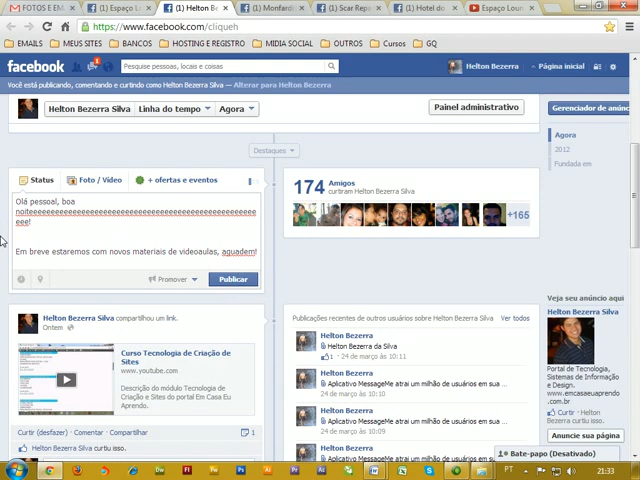 FOTOS E EM
(1) Espaço L
(1) Helton Be
(1) Monfardin
(1) Scar Repa
(1) Hotel do
Espaço Loun
https://www.facebook.com/cliqueh
EMAILS MEUS SITES BANCOS HOSTING E REGISTRO MIDIA SOCIAL OUTROS Cursos GQ
facebook
Pesquise pessoas, locais e coisas
Helton Bezerra Página inicial
Você está publicando, comentando e curtindo como Helton Bezerra Silva — Alterar para Helton Bezerra
Helton Bezerra Silva Linha do tempo Agora Painel administrativo
Gerenciador de anúnc
Agora
2012
Fundada em
Destaques
Status Foto / Vídeo + ofertas e eventos
Olá pessoal, boa
noiteeeeeeeeeeeeeeeeeeeeeeeeeeeeeeeeeeeeeeeeeeeeeeeee
eee!
Em breve estaremos com novos materiais de videoaulas, aguadem!
Promover Publicar
174 Amigos
curtiram Helton Bezerra Silva
+165
Helton Bezerra Silva compartilhou um link.
Ontem
Curso Tecnologia de Criação de
Sites
www.youtube.com
Descrição do módulo Tecnologia de
Criação e Sites do portal Em Casa Eu
Aprendo.
Curtir (desfazer) · Comentar · Compartilhar 1
Helton Bezerra Silva curtiu isso.
Publicações recentes de outros usuários sobre Helton Bezerra Silva Ver todos
Helton Bezerra
Helton Bezerra da Silva
1 · 24 de março às 10:11
Helton Bezerra
Aplicativo MessageMe atrai um milhão de usuários em sua ...
24 de março às 10:10
Helton Bezerra
Aplicativo MessageMe atrai um milhão de usuários em sua ...
24 de março às 10:09
Helton Bezerra
Aplicativo MessageMe atrai um milhão de usuários em sua
Veja seu anúncio aqui
Helton Bezerra
Silva
Portal de Tecnologia,
Sistemas de Informação
e Design.
www.emcasaeuaprendo
.com.br
Curtir · Helton
Bezerra curtiu isso.
Anuncie sua página
Bate-papo (Desativado)
PT 21:33